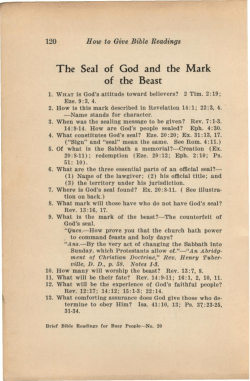 120 How to Give Bible Readings
The Seal of God and the Mark
of the Beast
1. WHAT is God's attitude toward believers? 2 Tim. 2:19;
Eze. 9:3, 4.
2. How is this mark described in Revelation 14:1; 22:3, 4.
—Name stands for character.
3. When was the sealing message to be given? Rev. 7:1-3.
14:9-14. How are God's people sealed? Eph. 4:30.
4. What constitutes God's seal? Eze. 20:20; Ex. 31:13, 17.
("Sign" and "seal" mean the same. See Rom. 4:11.)
5. Of what is the Sabbath a memorial?—Creation (Ex.
20:8-11); redemption (Eze. 20:12; Eph. 2:10; Ps.
51:10).
6. What are the three essential parts of an official seal?—
(1) Name of the lawgiver; (2) his official title; and
(3) the territory under his jurisdiction.
7. Where is God's seal found? Ex. 20:8-11. (See illustra-
tion on back.)
8. What mark will those have who do not have God's seal?
Rev. 13:16, 17.
9. What is the mark of the beast?—The counterfeit of
God's seal.
"Ques.—How prove you that the church hath power
to command feasts and holy days?
"Ans.—By the very act of changing the Sabbath into
Sunday, which Protestants allow of."—"An Abridg-
ment of Christian Doctrine," Rev. Henry Tuber-
ville, D. D., p. 58. Notes 1-3.
10. How many will worship the beast? Rev. 13:7, 8.
11. What will be their fate? Rev. 14:9-11; 16:1, 2, 10, 11.
12. What will be the experience of God's faithful people?
Rev. 12:17; 14:12; 15:1-3; 22:14.
13. What comforting assurance does God give those who de-
termine to obey Him? Isa. 41:10, 13; Ps. 37:23-25,
31-34.
Brief Bible Readings for Busy People—No. 20